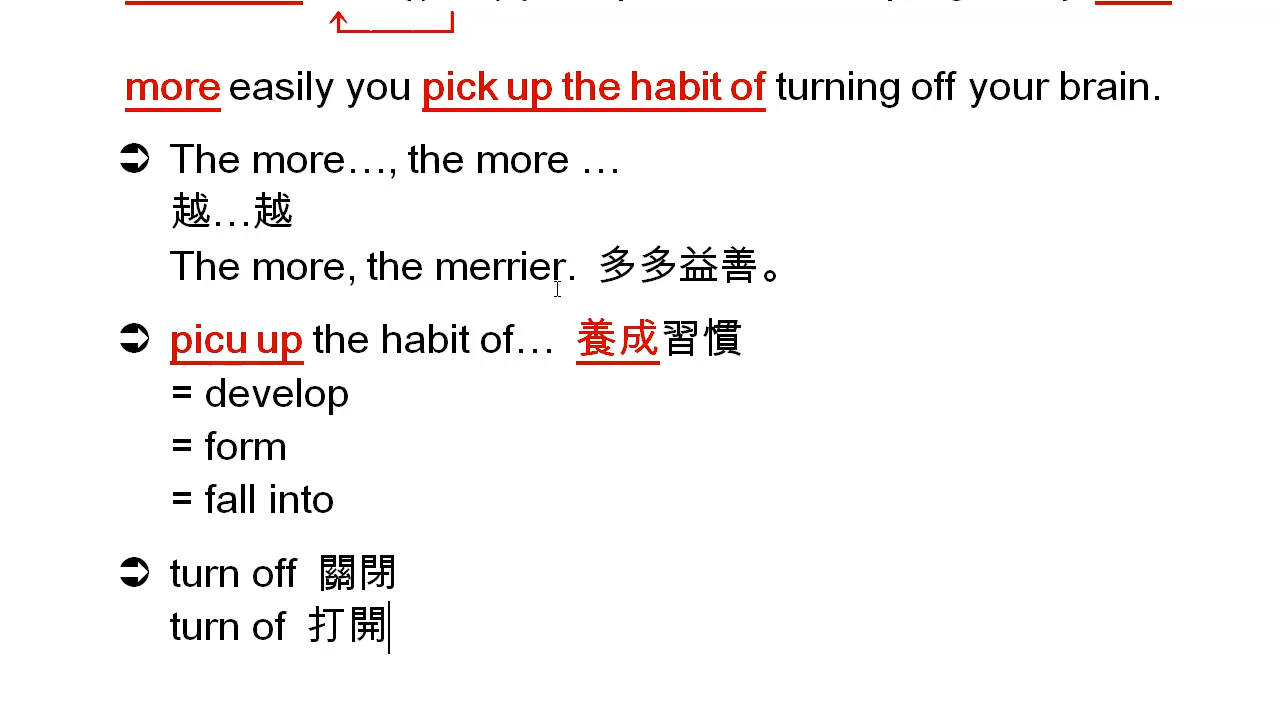 more easily you pick up the habit of turning off your brain.
➲ The more…, the more …
越…越
The more, the merrier. 多多益善。
➲ picu up the habit of… 養成習慣
= develop
= form
= fall into
➲ turn off 關閉
turn of 打開